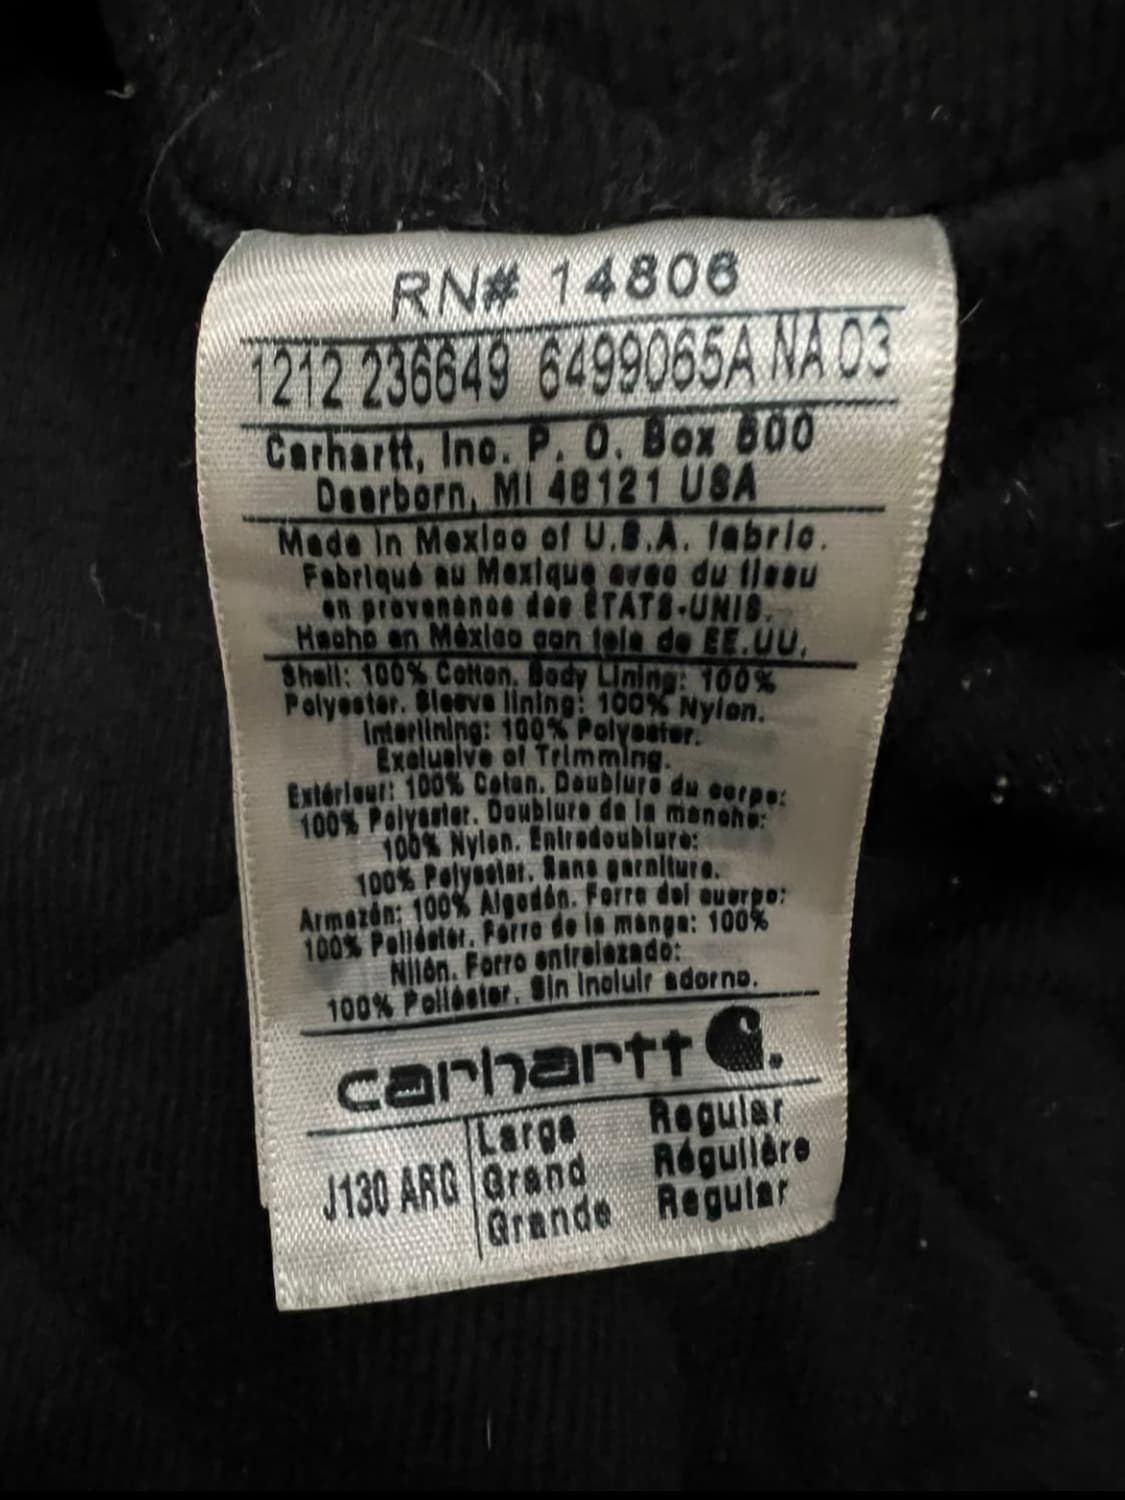 RN# 14806
1212 236649 6499065A NA 03
Carhartt, Inc. P. O. Box 600
Dearborn, MI 48121 USA
Made in Mexico of U.S.A. fabric.
Fabriqué au Mexique avec du tissu
en provenance des ÉTATS-UNIS.
Hecho en México con tela de EE.UU.
Shell: 100% Cotton. Body Lining: 100%
Polyester. Sleeve lining: 100% Nylon.
Interlining: 100% Polyester.
Exclusive of Trimming.
Extérieur: 100% Coton. Doublure du corps:
100% Polyester. Doublure de la manche:
100% Nylon. Entredoublure:
100% Polyester. Sans garniture.
Armazón: 100% Algodón. Forro del cuerpo:
100% Poliéster. Forro de la manga: 100%
Nilón. Forro entrelazado:
100% Poliéster. Sin incluir adorno.
carhartt
J130 ARG
Large Regular
Grand Régulière
Grande Regular